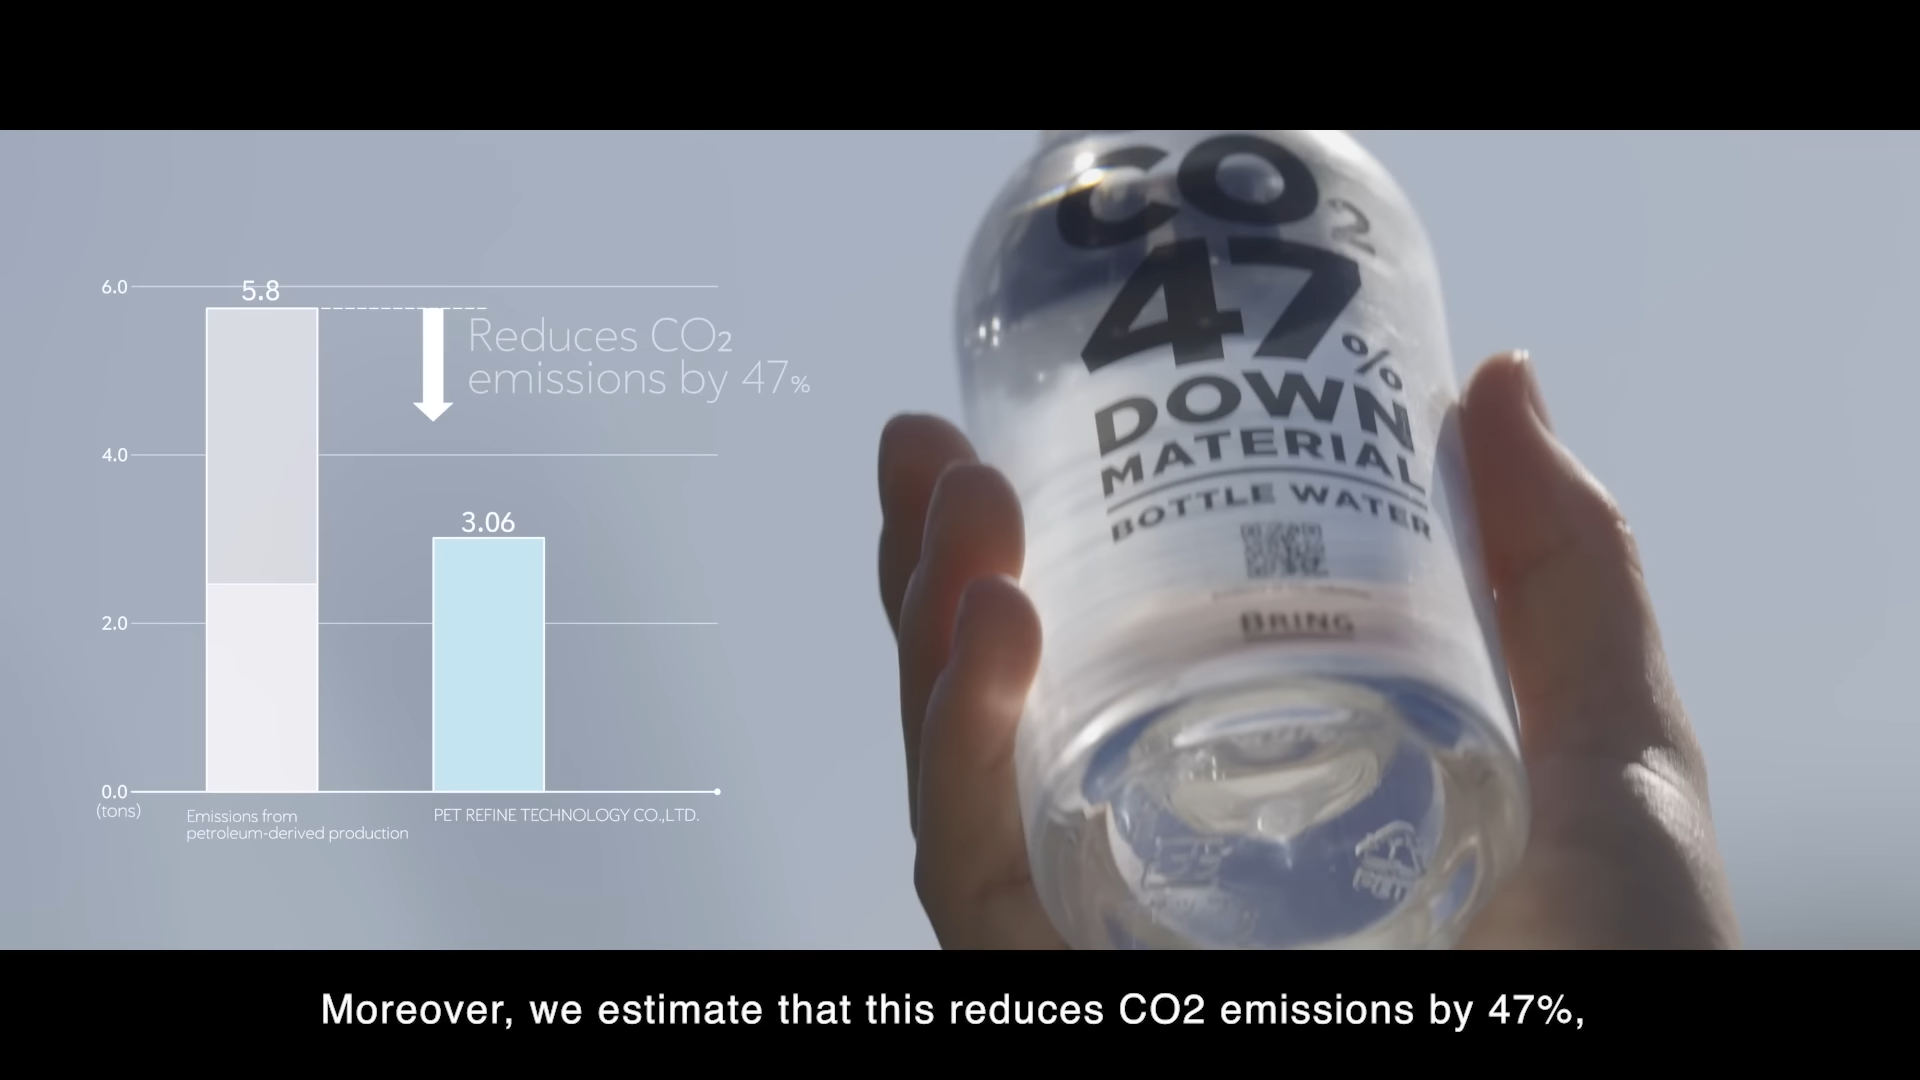 6.0
5.8
Reduces CO2
emissions by 47%
4.0
3.06
2.0
0.0
(tons)
Emissions from
petroleum-derived production
PET REFINE TECHNOLOGY CO.,LTD.
CO2
47%
DOWN
MATERIAL
BOTTLE WATER
BRING
Moreover, we estimate that this reduces CO2 emissions by 47%,